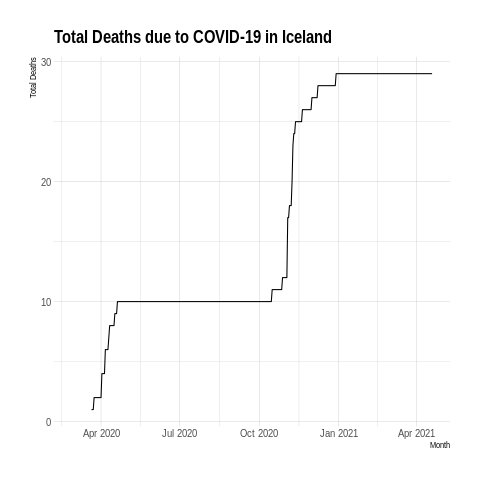 Total Deaths due to COVID-19 in Iceland
Total Deaths
30
20
10
0
Apr 2020 Jul 2020 Oct 2020 Jan 2021 Apr 2021
Month